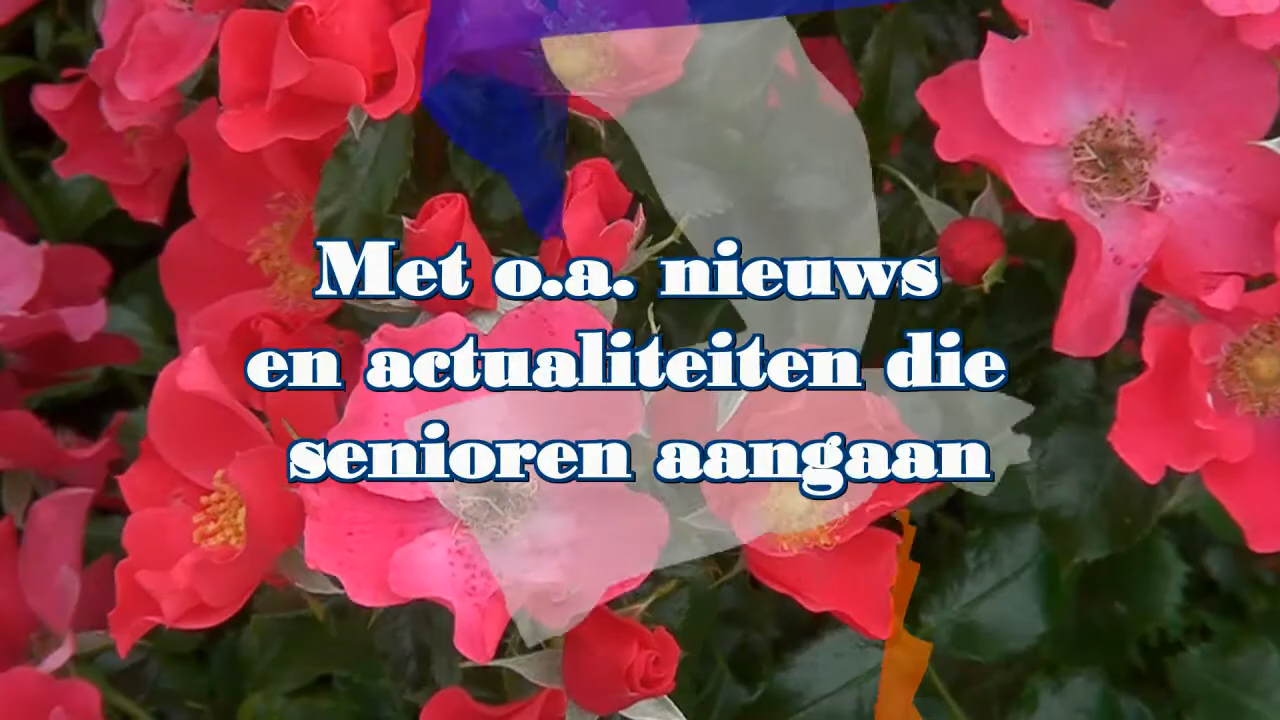 Met o.a. nieuws
en actualiteiten die
senioren aangaan